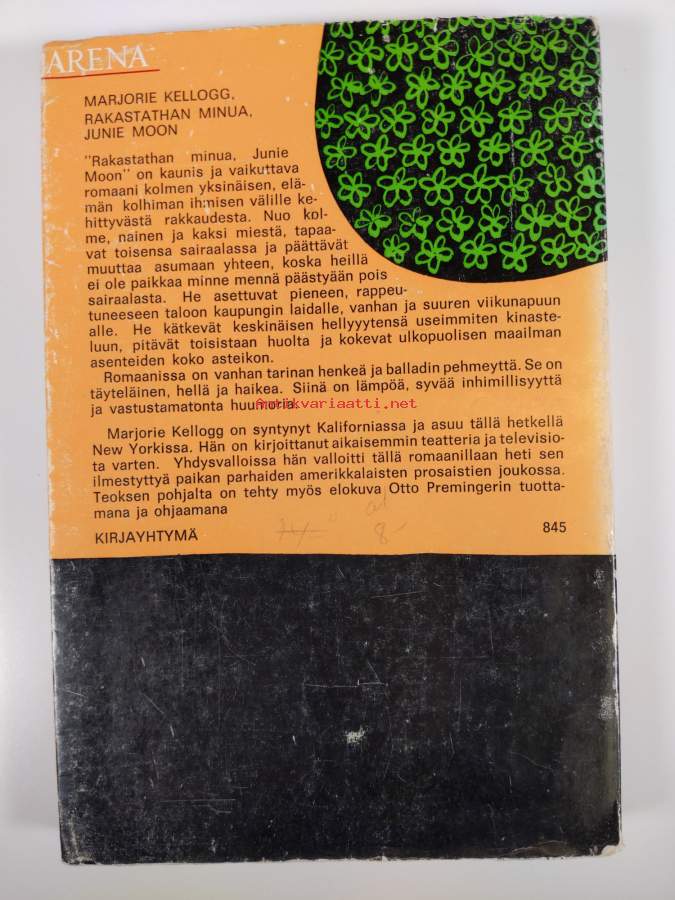 ARENA
MARJORIE KELLOGG,
RAKASTATHAN MINUA,
JUNIE MOON
"Rakastathan minua, Junie
Moon" on kaunis ja vaikuttava
romaani kolmen yksinäisen, elä-
män kolhiman ihmisen välille ke-
hittyvästä rakkaudesta. Nuo kol-
me, nainen ja kaksi miestä, tapaa-
vat toisensa sairaalassa ja päättävät
muuttaa asumaan yhteen, koska heillä
ei ole paikkaa minne mennä päästyään pois
sairaalasta. He asettuvat pieneen, rappeu-
tuneeseen taloon kaupungin laidalle, vanhan ja suuren viikunapuun
alle. He kätkevät keskinäisen hellyyytensä useimmiten kinaste-
luun, pitävät toisistaan huolta ja kokevat ulkopuolisen maailman
asenteiden koko asteikon.
Romaanissa on vanhan tarinan henkeä ja balladin pehmeyttä. Se on
täyteläinen, hellä ja haikea. Siinä on lämpöä, syvää inhimillisyyttä
ja vastustamatonta huumoria.
antikvariaatti.net
Marjorie Kellogg on syntynyt Kaliforniassa ja asuu tällä hetkellä
New Yorkissa. Hän on kirjoittanut aikaisemmin teatteria ja televisio-
ta varten. Yhdysvalloissa hän valloitti tällä romaanillaan heti sen
ilmestyttyä paikan parhaiden amerikkalaisten prosaistien joukossa.
Teoksen pohjalta on tehty myös elokuva Otto Premingerin tuotta-
mana ja ohjaamana
8-
KIRJAYHTYMÄ 845